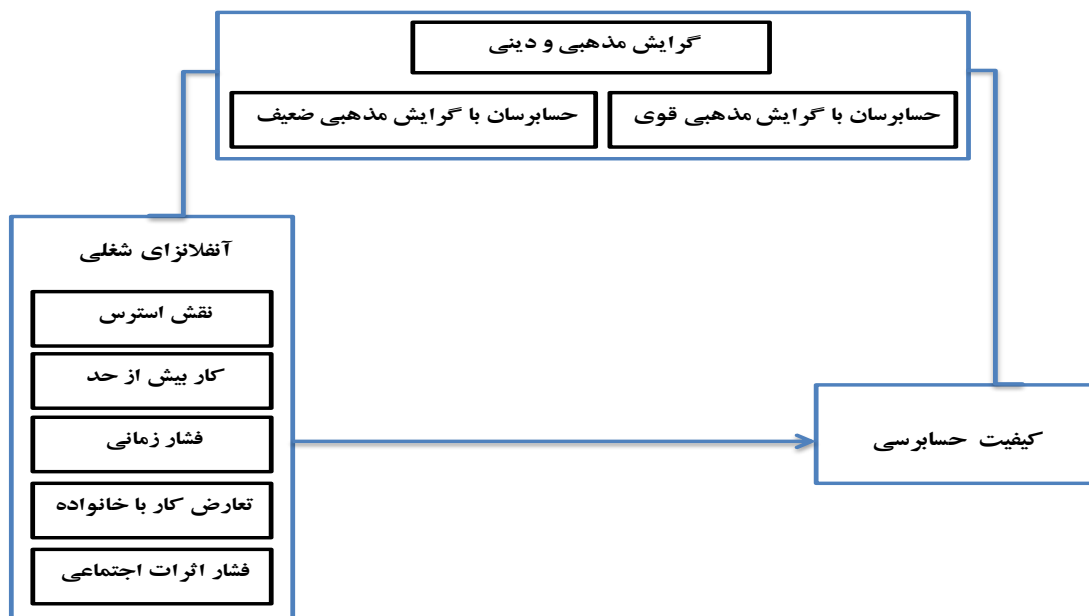 گرایش مذهبی و دینی
حسابرسان با گرایش مذهبی قوی
حسابرسان با گرایش مذهبی ضعیف
آنفلانزای شغلی
نقش استرس
کار بیش از حد
فشار زمانی
تعارض کار با خانواده
فشار اثرات اجتماعی
کیفیت حسابرسی